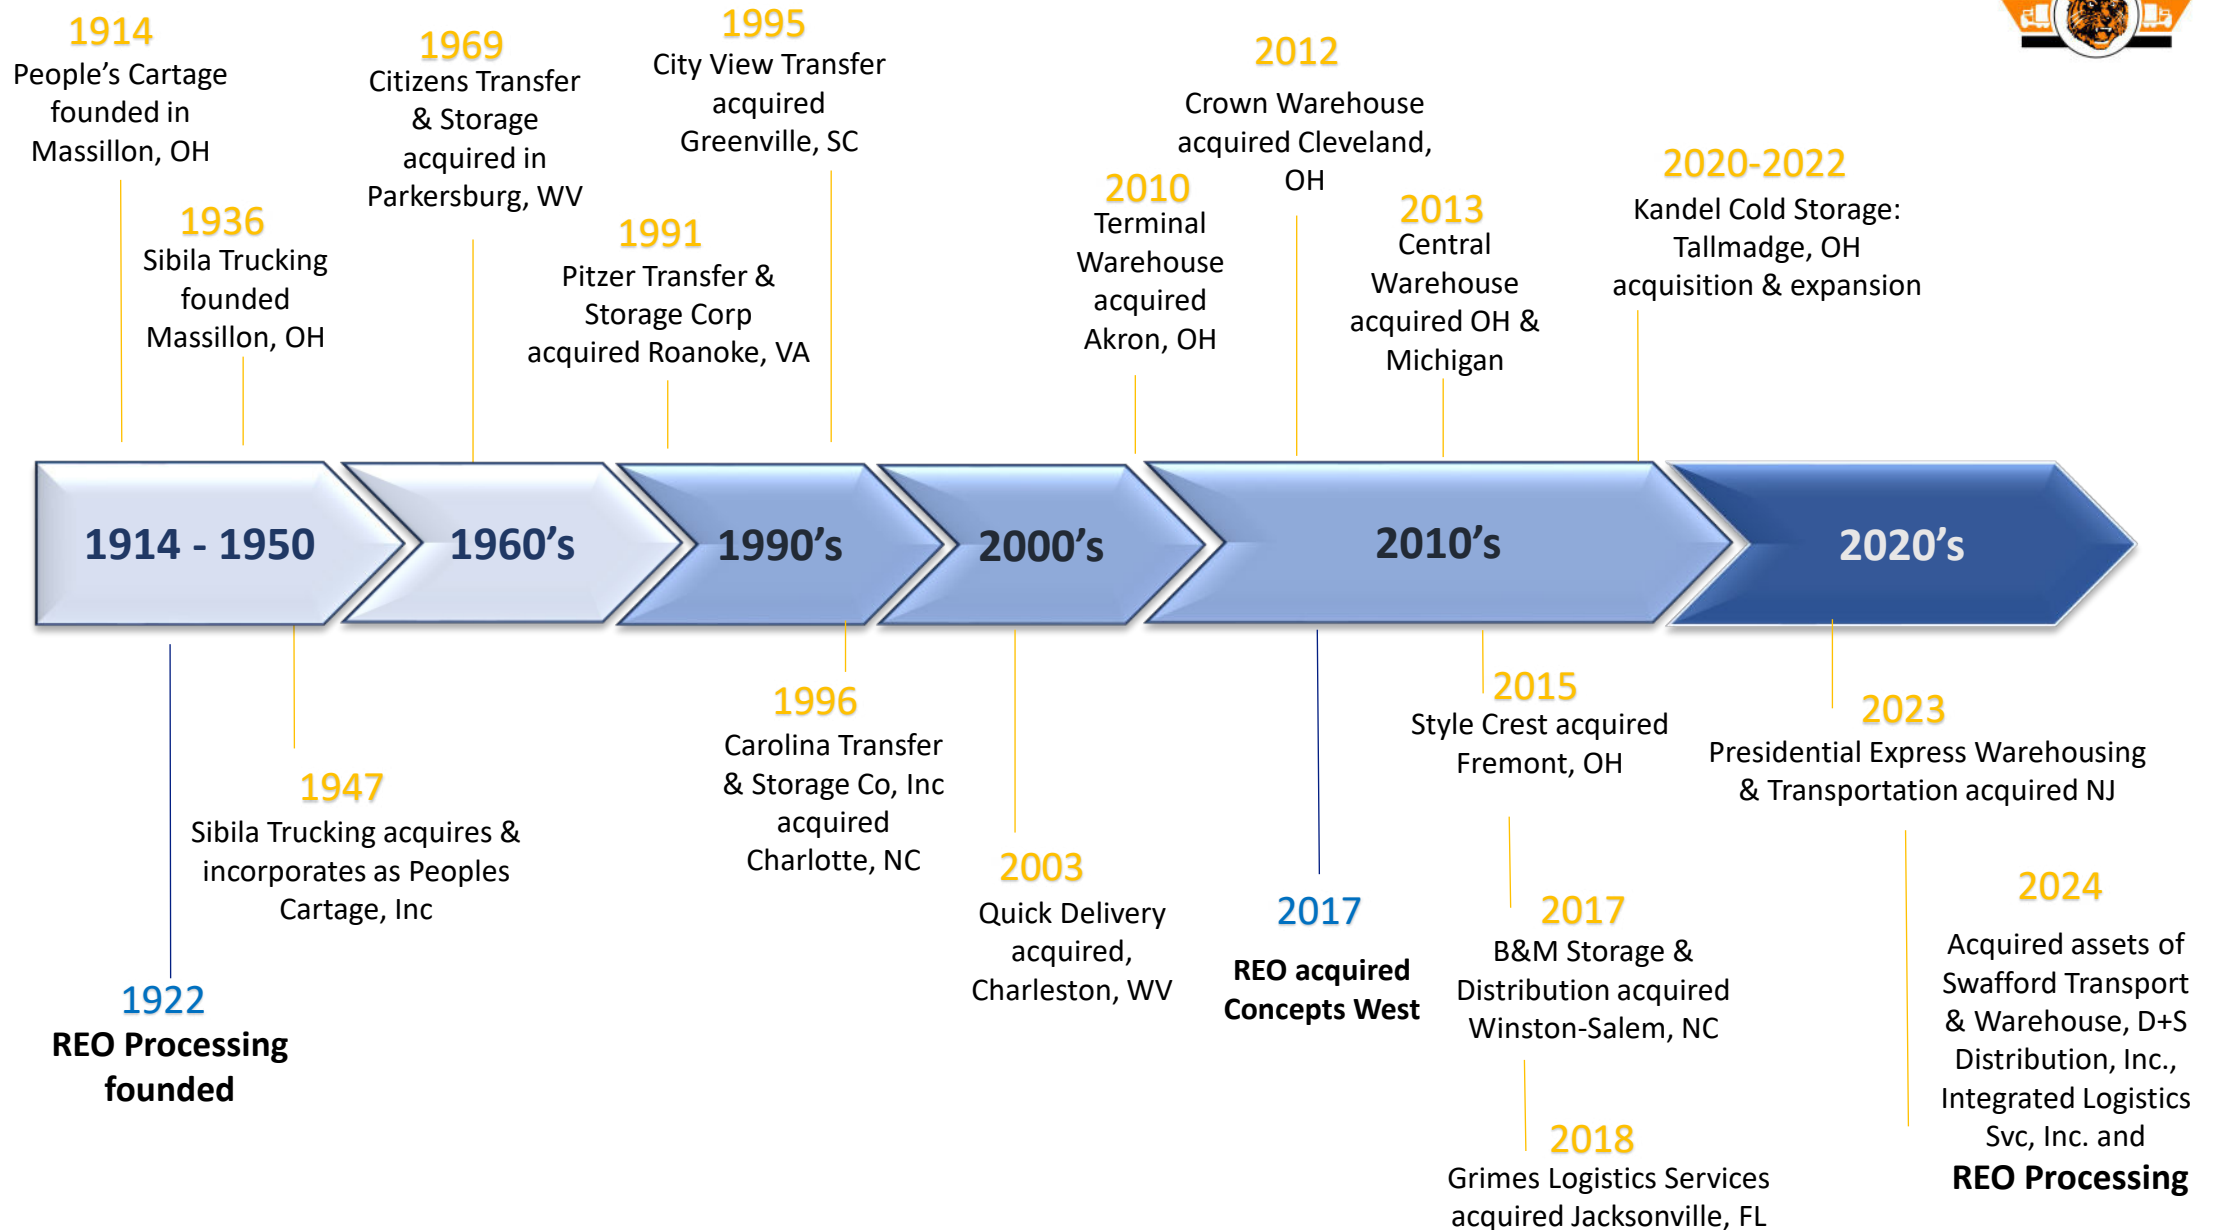 1914
People’s Cartage
founded in
Massillon, OH
1936
Sibila Trucking
founded
Massillon, OH
1969
Citizens Transfer
& Storage
acquired in
Parkersburg, WV
1991
Pitzer Transfer &
Storage Corp
acquired Roanoke, VA
1995
City View Transfer
acquired
Greenville, SC
2010
Terminal
Warehouse
acquired
Akron, OH
2012
Crown Warehouse
acquired Cleveland,
OH
2013
Central
Warehouse
acquired OH &
Michigan
2020-2022
Kandel Cold Storage:
Tallmadge, OH
acquisition & expansion
1914 - 1950
1960’s
1990’s
2000’s
2010’s
2020’s
1922
REO Processing
founded
1947
Sibila Trucking acquires &
incorporates as Peoples
Cartage, Inc
1996
Carolina Transfer
& Storage Co, Inc
acquired
Charlotte, NC
2003
Quick Delivery
acquired,
Charleston, WV
2017
REO acquired
Concepts West
2015
Style Crest acquired
Fremont, OH
2017
B&M Storage &
Distribution acquired
Winston-Salem, NC
2018
Grimes Logistics Services
acquired Jacksonville, FL
2023
Presidential Express Warehousing
& Transportation acquired NJ
2024
Acquired assets of
Swafford Transport
& Warehouse, D+S
Distribution, Inc.,
Integrated Logistics
Svc, Inc. and
REO Processing